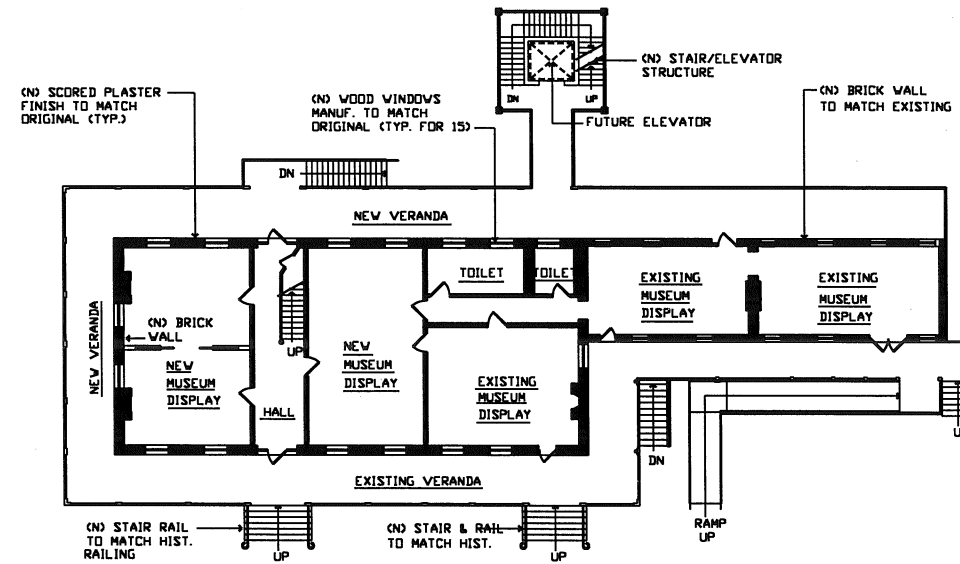 (N) STAIR/ELEVATOR
STRUCTURE
DN
UP
FUTURE ELEVATOR
(N) SCORED PLASTER
FINISH TO MATCH
ORIGINAL (TYP.)
(N) WOOD WINDOWS
MANUF. TO MATCH
ORIGINAL (TYP. FOR 15)
(N) BRICK WALL
TO MATCH EXISTING
DN
NEW VERANDA
TOILET
TOILET
EXISTING
MUSEUM
DISPLAY
EXISTING
MUSEUM
DISPLAY
NEW VERANDA
(N) BRICK
WALL
UP
NEW
MUSEUM
DISPLAY
NEW
MUSEUM
DISPLAY
EXISTING
MUSEUM
DISPLAY
HALL
DN
EXISTING VERANDA
(N) STAIR RAIL
TO MATCH HIST.
RAILING
UP
(N) STAIR & RAIL
TO MATCH HIST.
UP
RAMP
UP